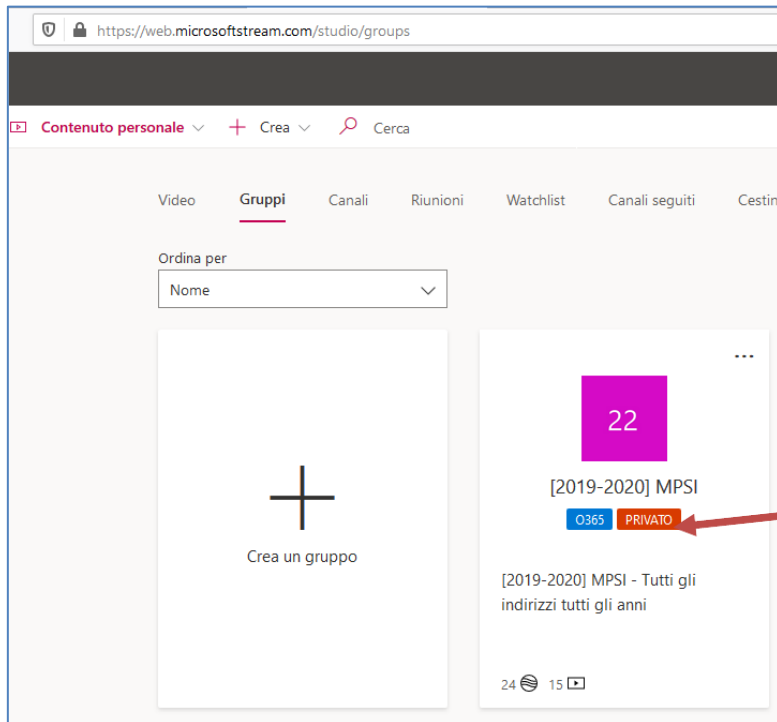 https://web.microsoftstream.com/studio/groups
Contenuto personale Crea Cerca
Video Gruppi Canali Riunioni Watchlist Canali seguiti Cestin
Ordina per
Nome
22
[2019-2020] MPSI
O365 PRIVATO
Crea un gruppo
[2019-2020] MPSI - Tutti gli
indirizzi tutti gli anni
24 15